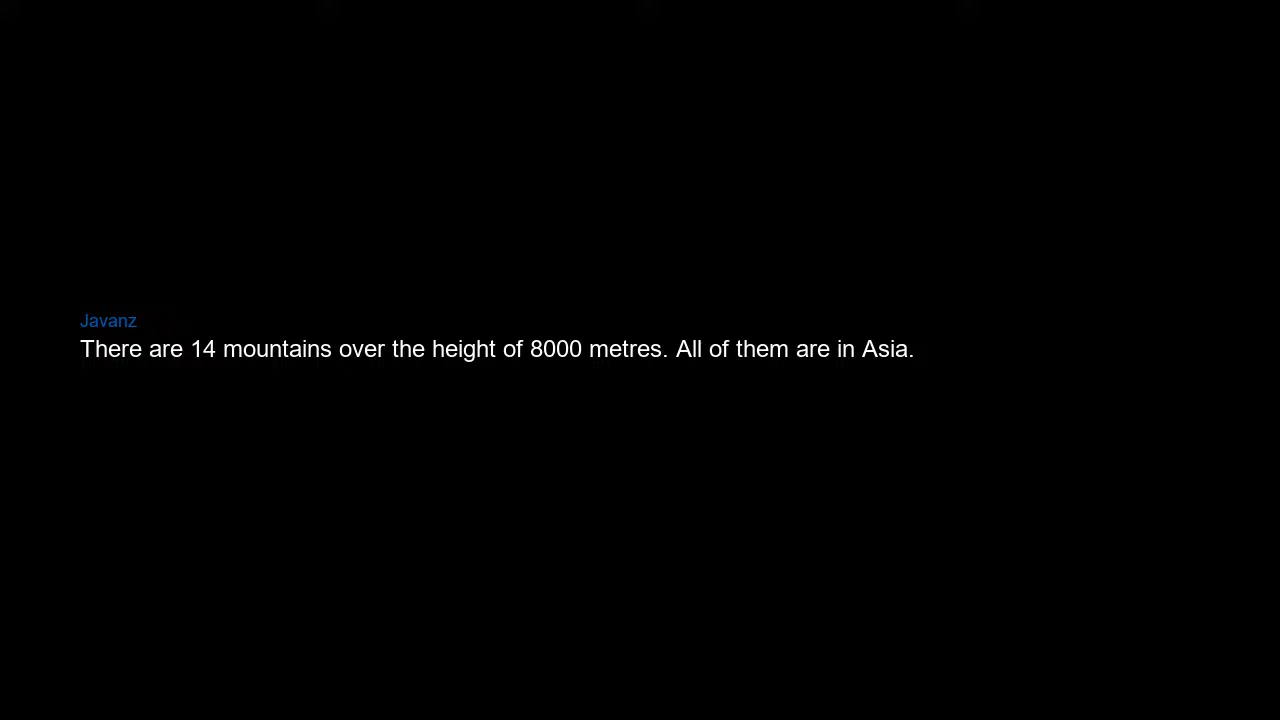 Javanz
There are 14 mountains over the height of 8000 metres. All of them are in Asia.